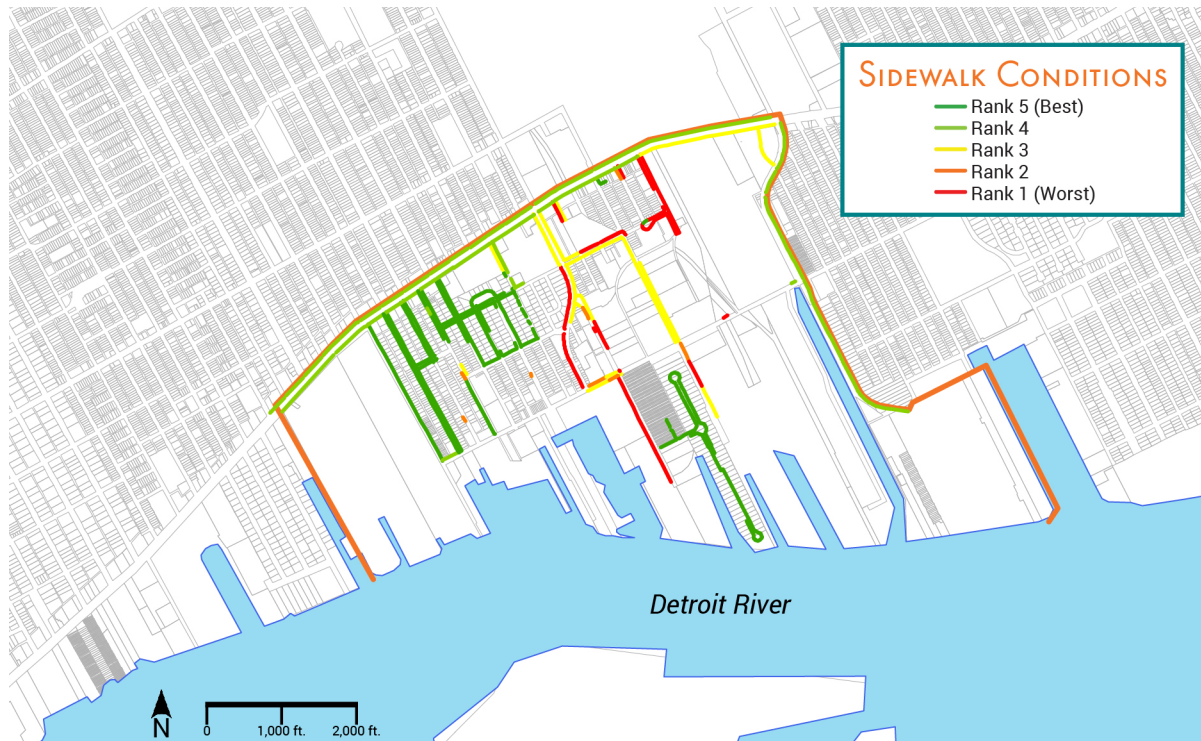 SIDEWALK CONDITIONS
Rank 5 (Best)
Rank 4
Rank 3
Rank 2
Rank 1 (Worst)
Detroit River
N
0 1,000 ft. 2,000 ft.